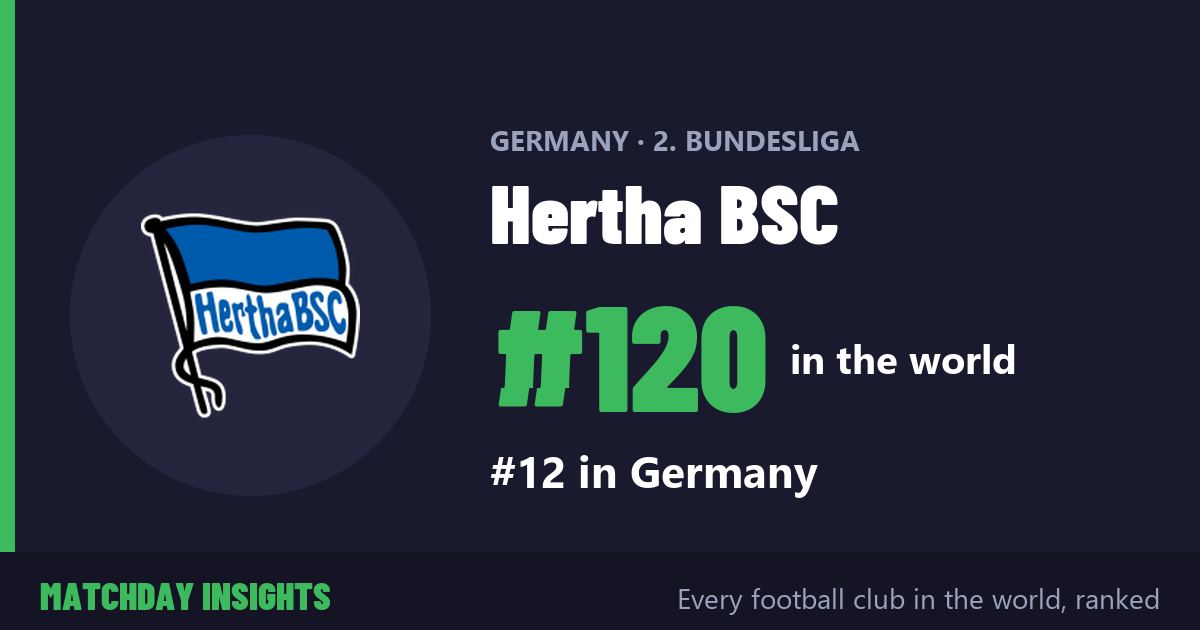 GERMANY · 2. BUNDESLIGA
Hertha BSC
HerthaBSC
#120 in the world
#12 in Germany
MATCHDAY INSIGHTS
Every football club in the world, ranked